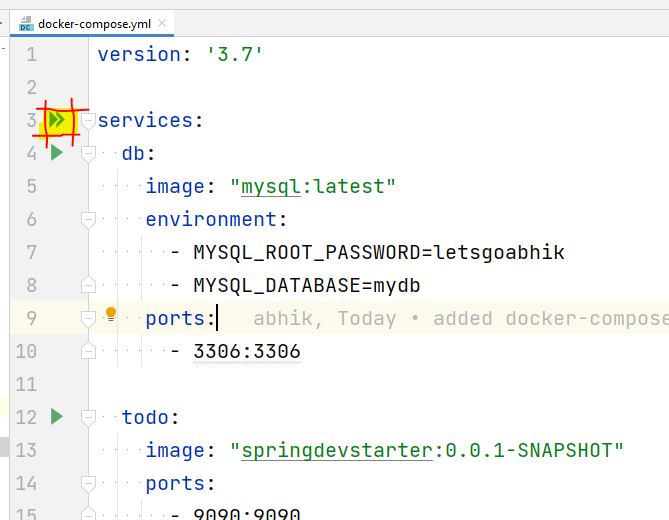 docker-compose.yml
1 version: '3.7'
2
3 services:
4 db:
5 image: "mysql:latest"
6 environment:
7 - MYSQL_ROOT_PASSWORD=letsgoabhik
8 - MYSQL_DATABASE=mydb
9 ports: abhik, Today • added docker-compose
10 - 3306:3306
11
12 todo:
13 image: "springdevstarter:0.0.1-SNAPSHOT"
14 ports:
15 - 9090:9090